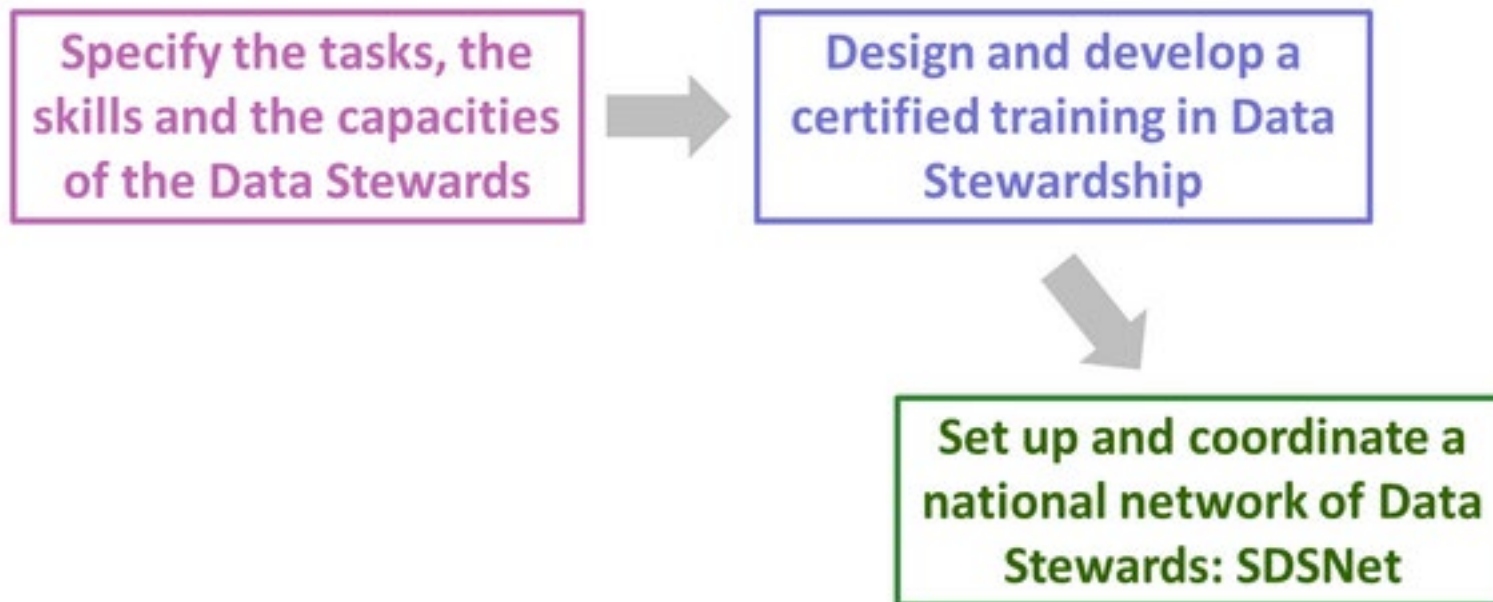 Specify the tasks, the
skills and the capacities
of the Data Stewards
Design and develop a
certified training in Data
Stewardship
Set up and coordinate a
national network of Data
Stewards: SDSNet